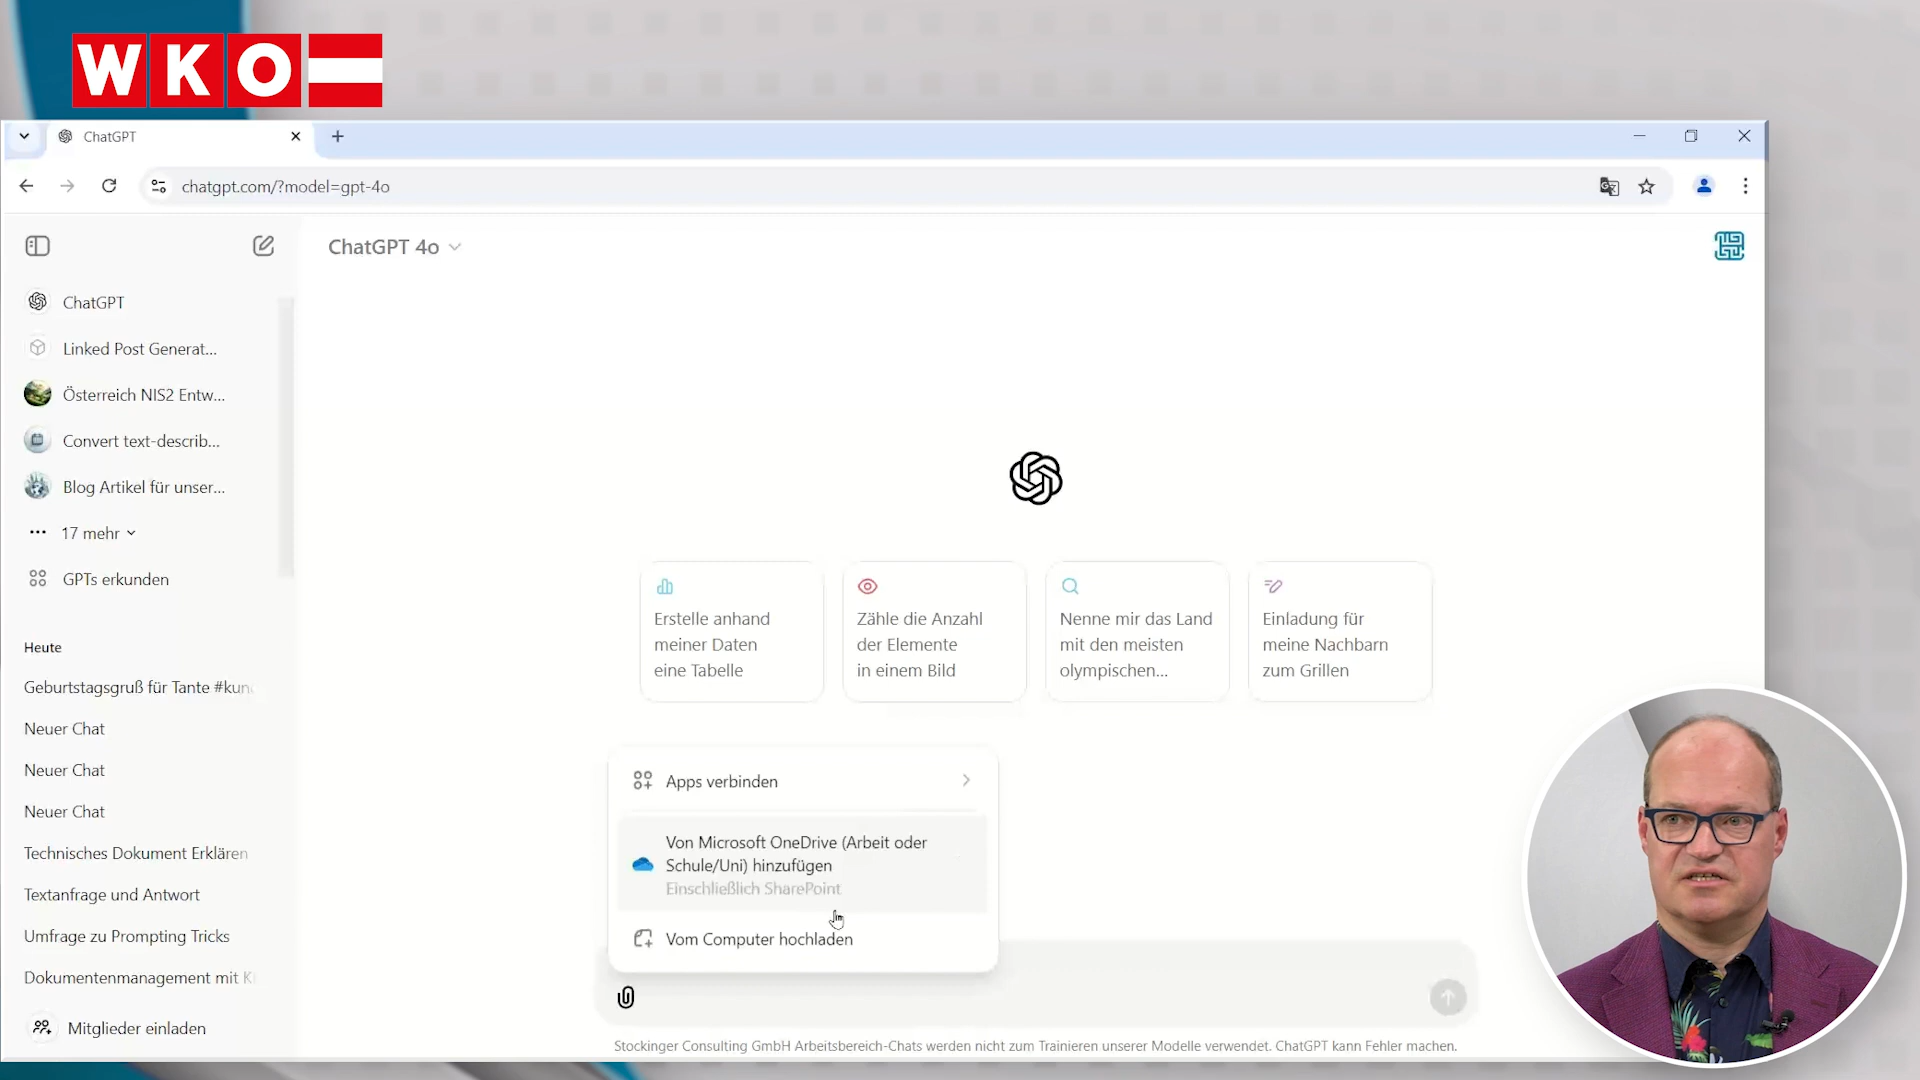 WKO
ChatGPT
chatgpt.com/?model=gpt-4o
ChatGPT 4o
ChatGPT
Linked Post Generat...
Österreich NIS2 Entw...
Convert text-describ...
Blog Artikel für unser...
17 mehr
GPTs erkunden
Heute
Geburtstagsgruß für Tante #kun
Neuer Chat
Neuer Chat
Neuer Chat
Technisches Dokument Erklären
Textanfrage und Antwort
Umfrage zu Prompting Tricks
Dokumentenmanagement mit K
Mitglieder einladen
Erstelle anhand
meiner Daten
eine Tabelle
Zähle die Anzahl
der Elemente
in einem Bild
Nenne mir das Land
mit den meisten
olympischen...
Einladung für
meine Nachbarn
zum Grillen
Apps verbinden
Von Microsoft OneDrive (Arbeit oder
Schule/Uni) hinzufügen
Einschließlich SharePoint
Vom Computer hochladen
Stockinger Consulting GmbH Arbeitsbereich-Chats werden nicht zum Trainieren unserer Modelle verwendet. ChatGPT kann Fehler machen.